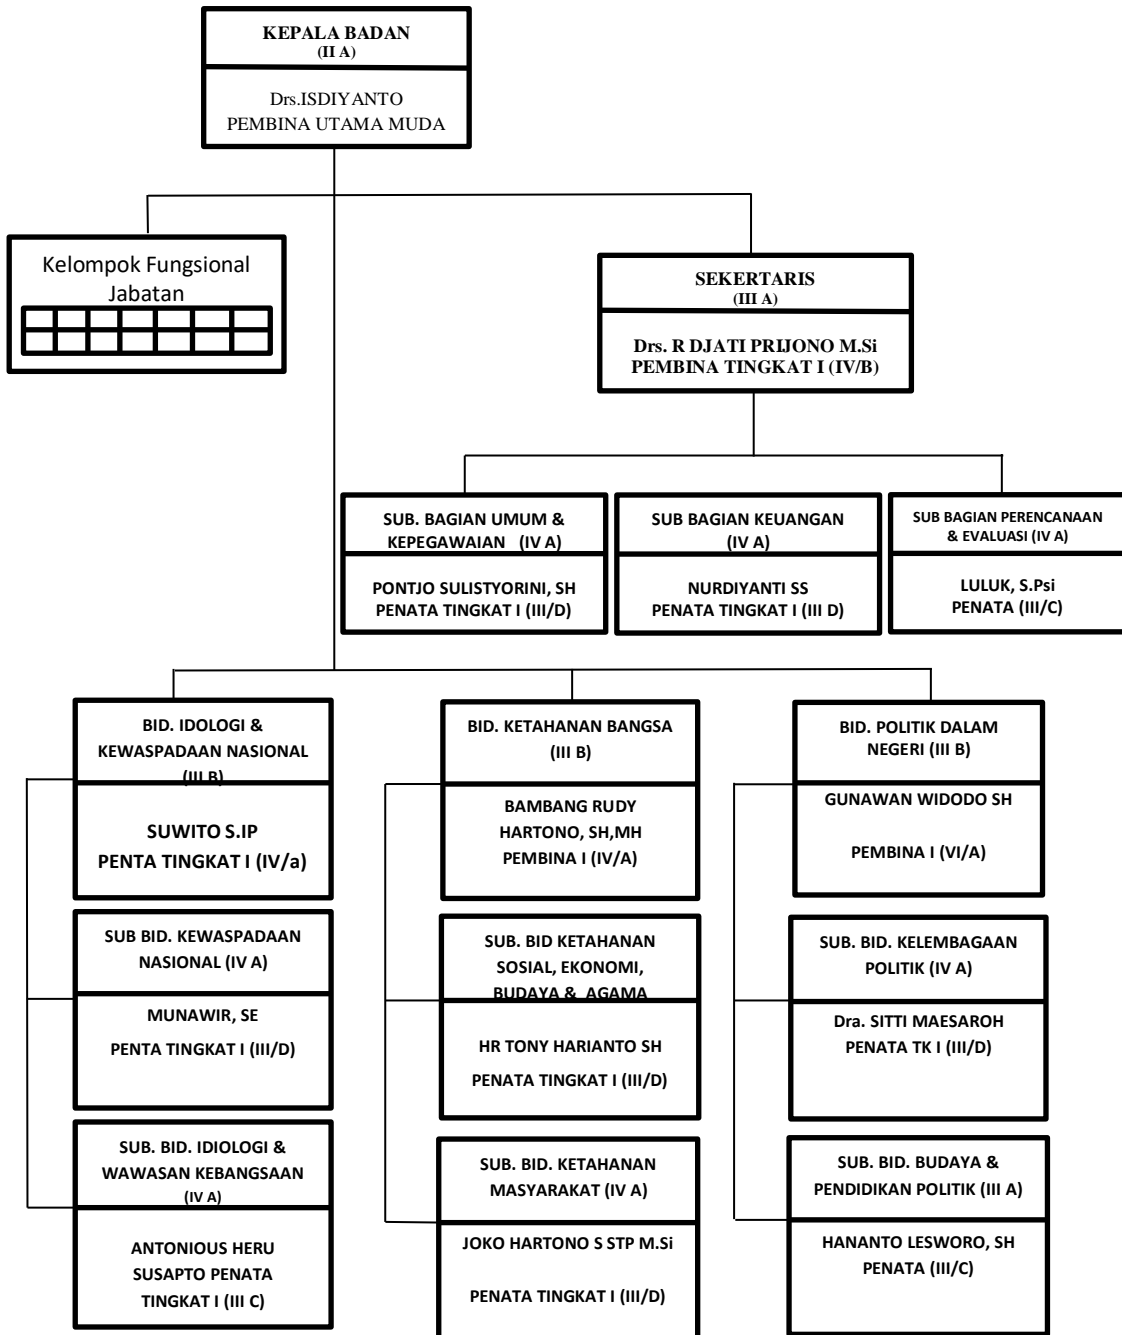 KEPALA BADAN
(II A)
Drs.ISDIYANTO
PEMBINA UTAMA MUDA
Kelompok Fungsional
Jabatan
SEKERTARIS
(III A)
Drs. R DJATI PRIJONO M.Si
PEMBINA TINGKAT I (IV/B)
SUB. BAGIAN UMUM &
KEPEGAWAIAN (IV A)
PONTJO SULISTYORINI, SH
PENATA TINGKAT I (III/D)
SUB BAGIAN KEUANGAN
(IV A)
NURDIYANTI SS
PENATA TINGKAT I (III D)
SUB BAGIAN PERENCANAAN
& EVALUASI (IV A)
LULUK, S.Psi
PENATA (III/C)
BID. IDOLOGI &
KEWASPADAAN NASIONAL
(III B)
SUWITO S.IP
PENTA TINGKAT I (IV/a)
SUB BID. KEWASPADAAN
NASIONAL (IV A)
MUNAWIR, SE
PENTA TINGKAT I (III/D)
SUB. BID. IDIOLOGI &
WAWASAN KEBANGSAAN
(IV A)
ANTONIOUS HERU
SUSAPTO PENATA
TINGKAT I (III C)
BID. KETAHANAN BANGSA
(III B)
BAMBANG RUDY
HARTONO, SH,MH
PEMBINA I (IV/A)
SUB. BID KETAHANAN
SOSIAL, EKONOMI,
BUDAYA & AGAMA
HR TONY HARIANTO SH
PENATA TINGKAT I (III/D)
SUB. BID. KETAHANAN
MASYARAKAT (IV A)
JOKO HARTONO S STP M.Si
PENATA TINGKAT I (III/D)
BID. POLITIK DALAM
NEGERI (III B)
GUNAWAN WIDODO SH
PEMBINA I (VI/A)
SUB. BID. KELEMBAGAAN
POLITIK (IV A)
Dra. SITTI MAESAROH
PENATA TK I (III/D)
SUB. BID. BUDAYA &
PENDIDIKAN POLITIK (III A)
HANANTO LESWORO, SH
PENATA (III/C)